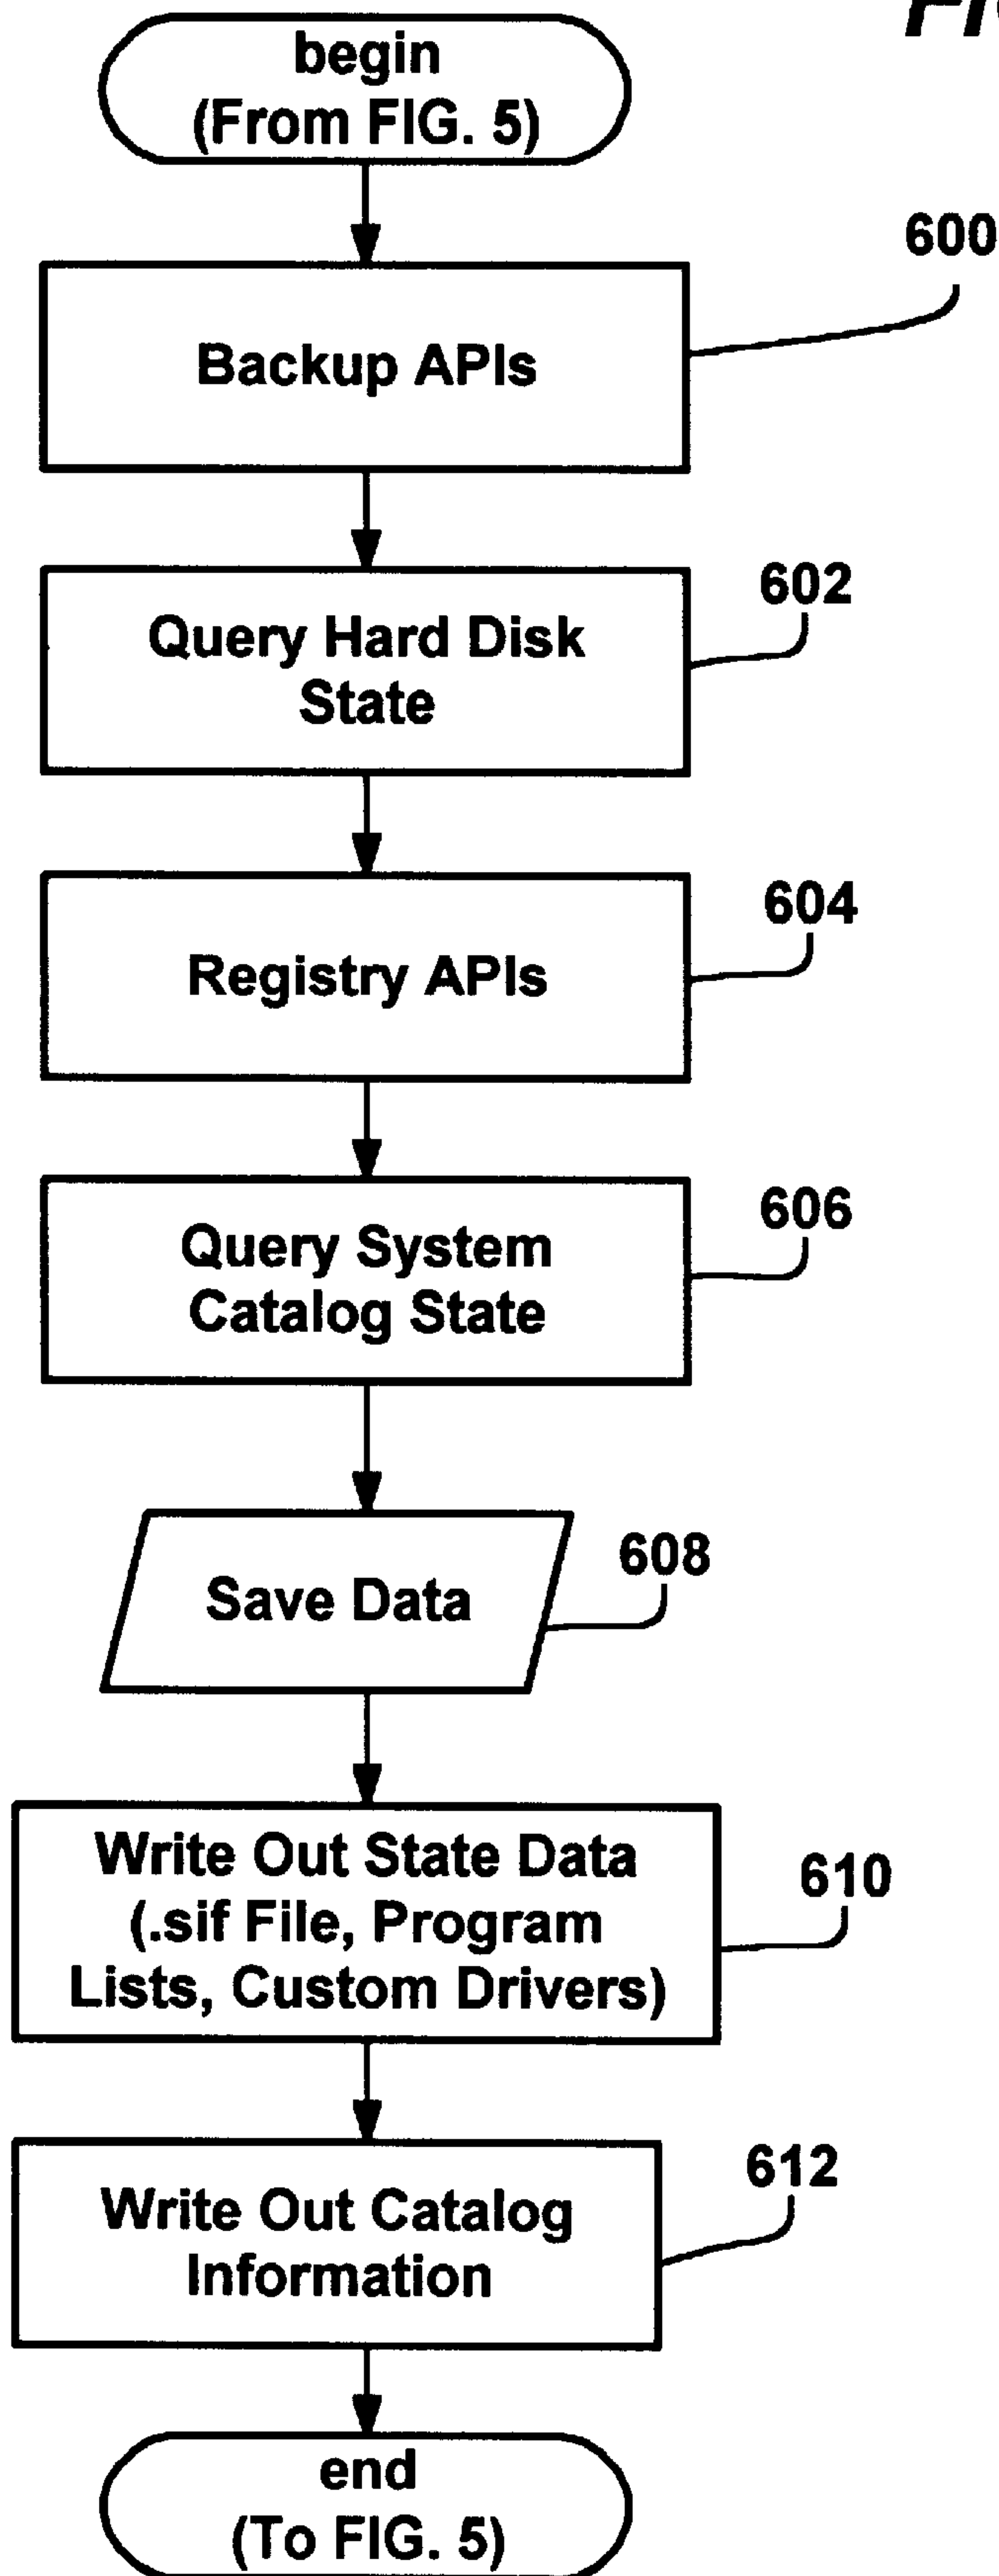 begin
(From FIG. 5)
600
Backup APIs
602
Query Hard Disk
State
604
Registry APIs
606
Query System
Catalog State
608
Save Data
610
Write Out State Data
(.sif File, Program
Lists, Custom Drivers)
612
Write Out Catalog
Information
end
(To FIG. 5)